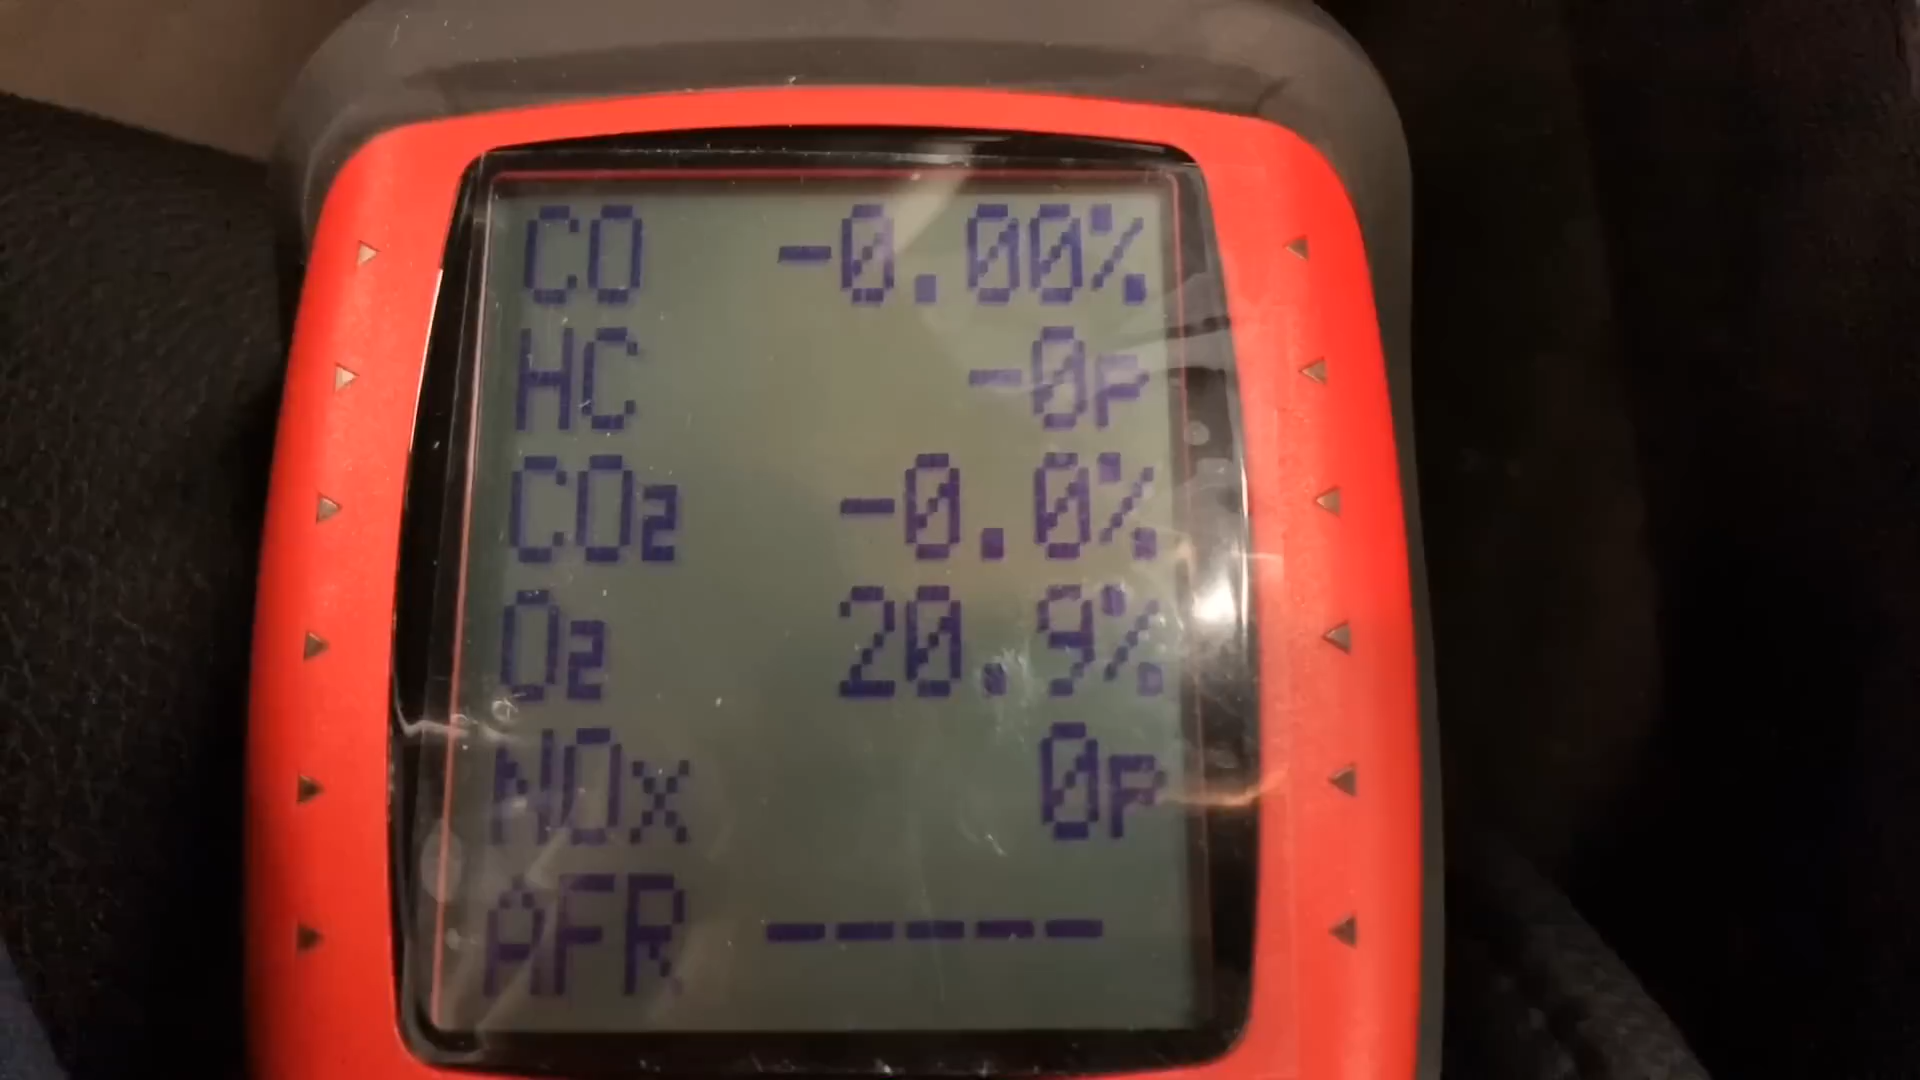 CO -0.00%
HC -0P
CO₂ -0.0%
O₂ 20.9%
NOx 0P
AFR -----